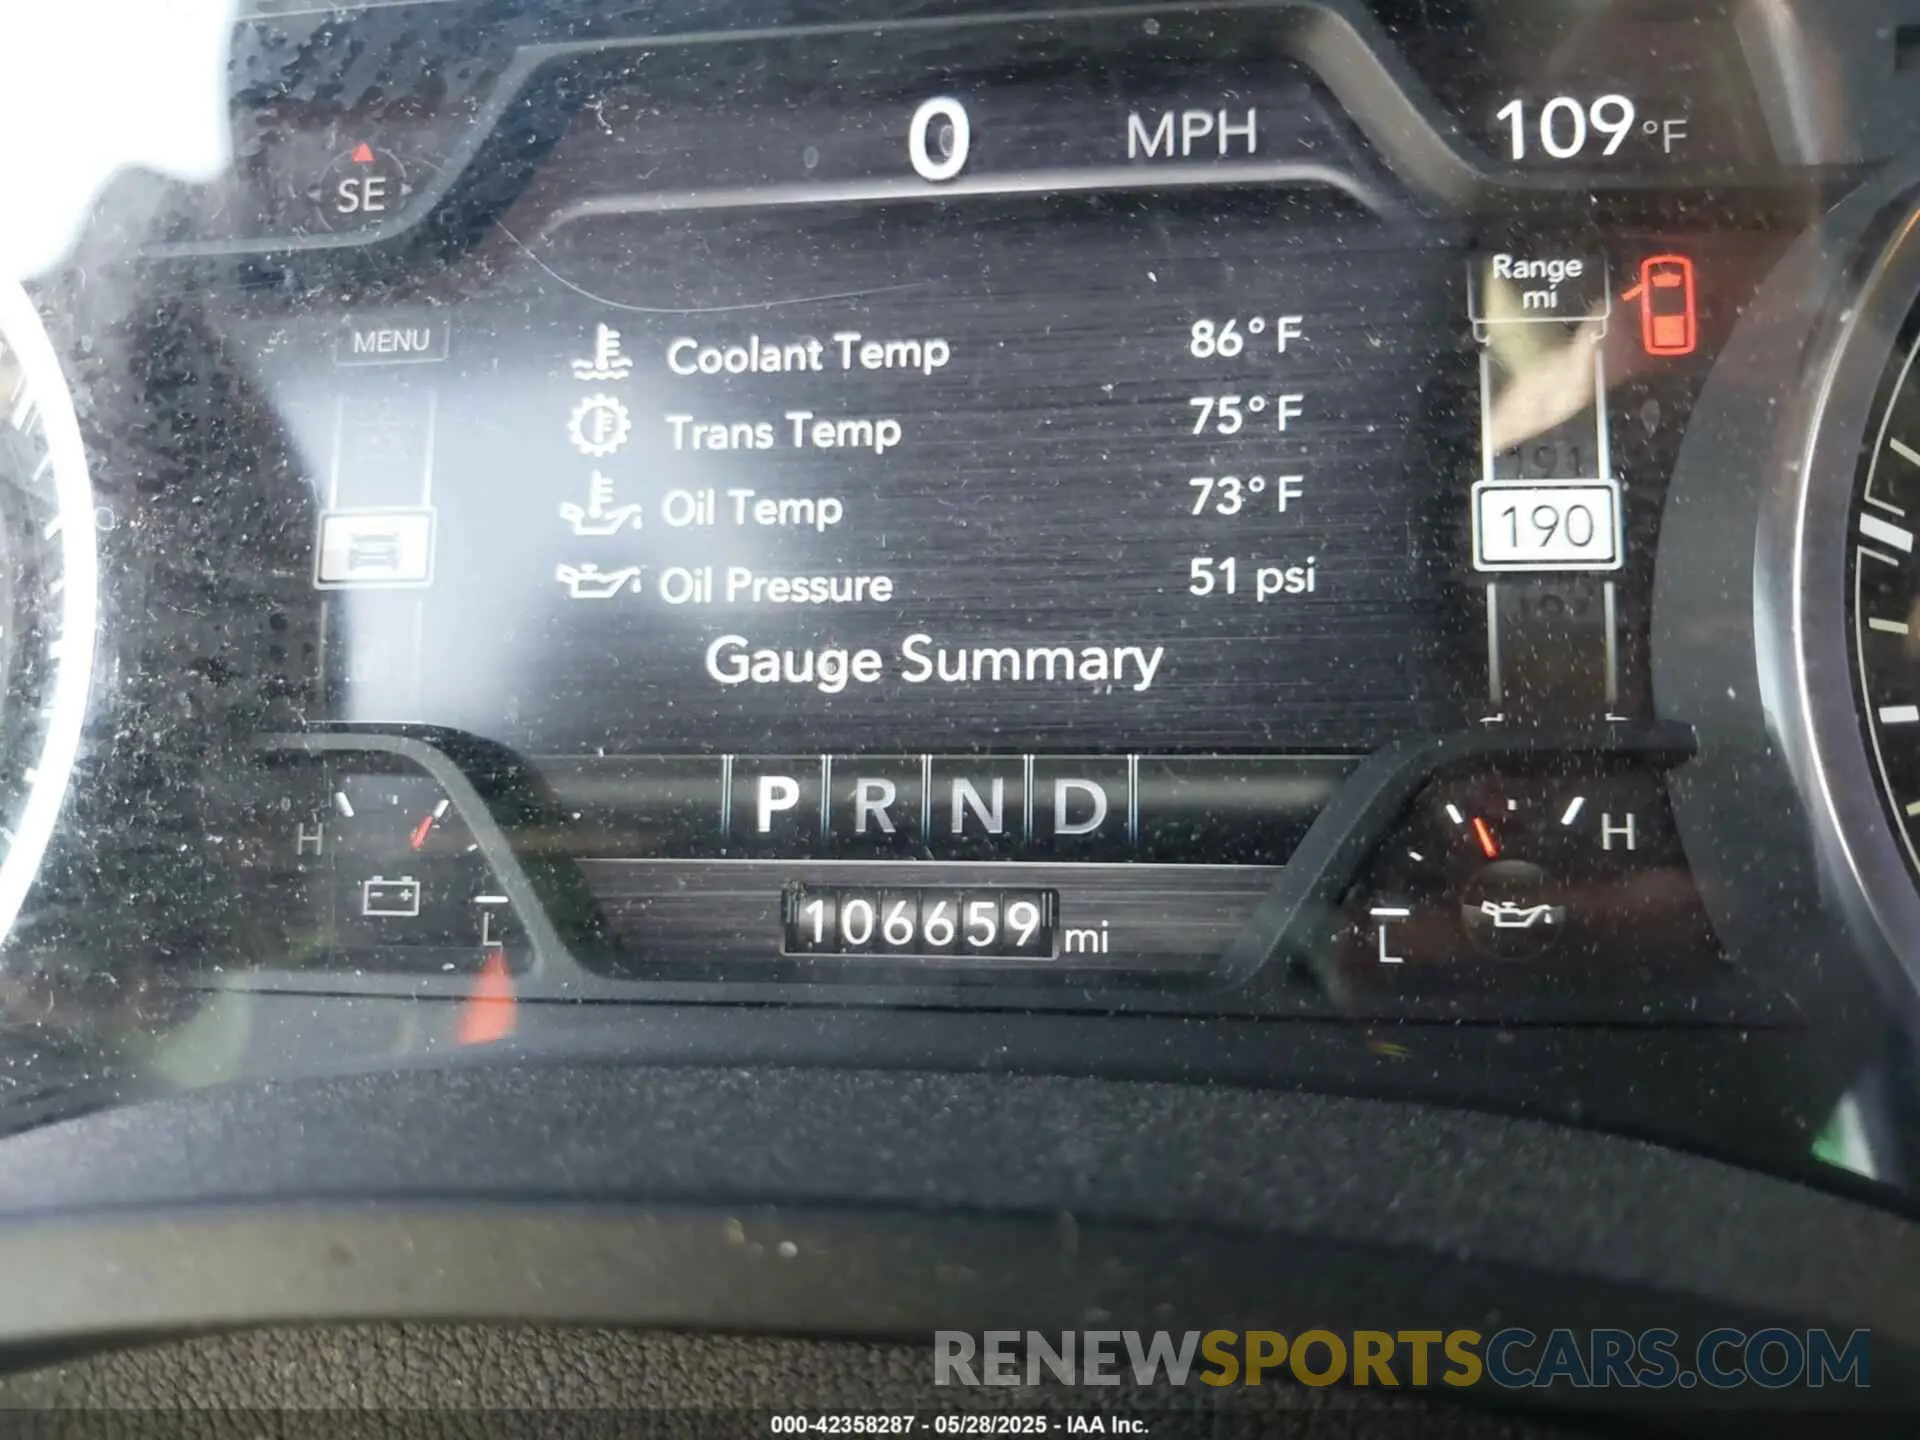 0 MPH
109 °F
SE
Range
mi
MENU
Coolant Temp 86° F
Trans Temp 75° F
191
Oil Temp 73° F
190
Oil Pressure 51 psi
Gauge Summary
P R N D
H
H
106659 mi
L
L
RENEWSPORTSCARS.COM
000-42358287 - 05/28/2025 - IAA Inc.